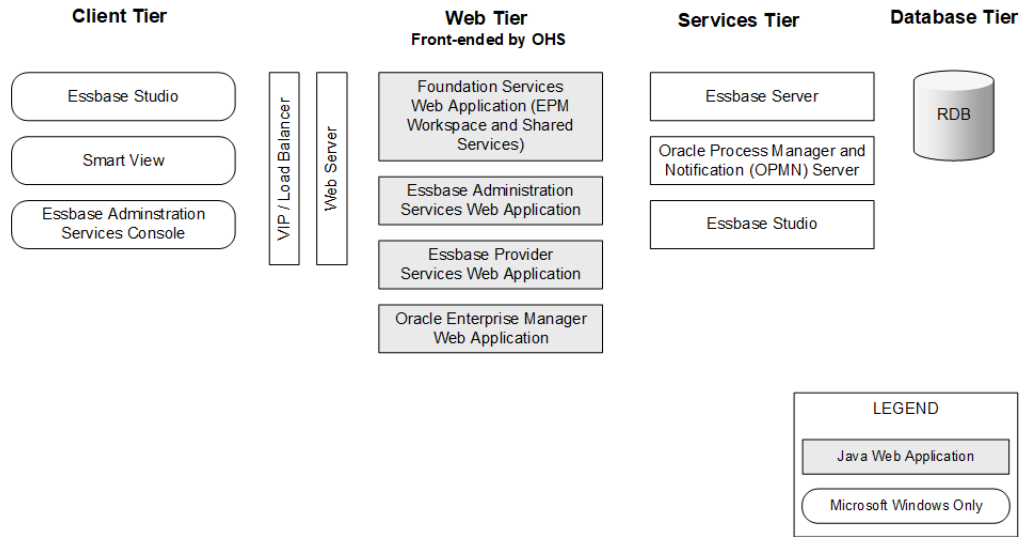 Client Tier
Essbase Studio
Smart View
Essbase Adminstration
Services Console
VIP / Load Balancer
Web Server
Web Tier
Front-ended by OHS
Foundation Services
Web Application (EPM
Workspace and Shared
Services)
Essbase Administration
Services Web Application
Essbase Provider
Services Web Application
Oracle Enterprise Manager
Web Application
Services Tier
Essbase Server
Oracle Process Manager and
Notification (OPMN) Server
Essbase Studio
Database Tier
RDB
LEGEND
Java Web Application
Microsoft Windows Only